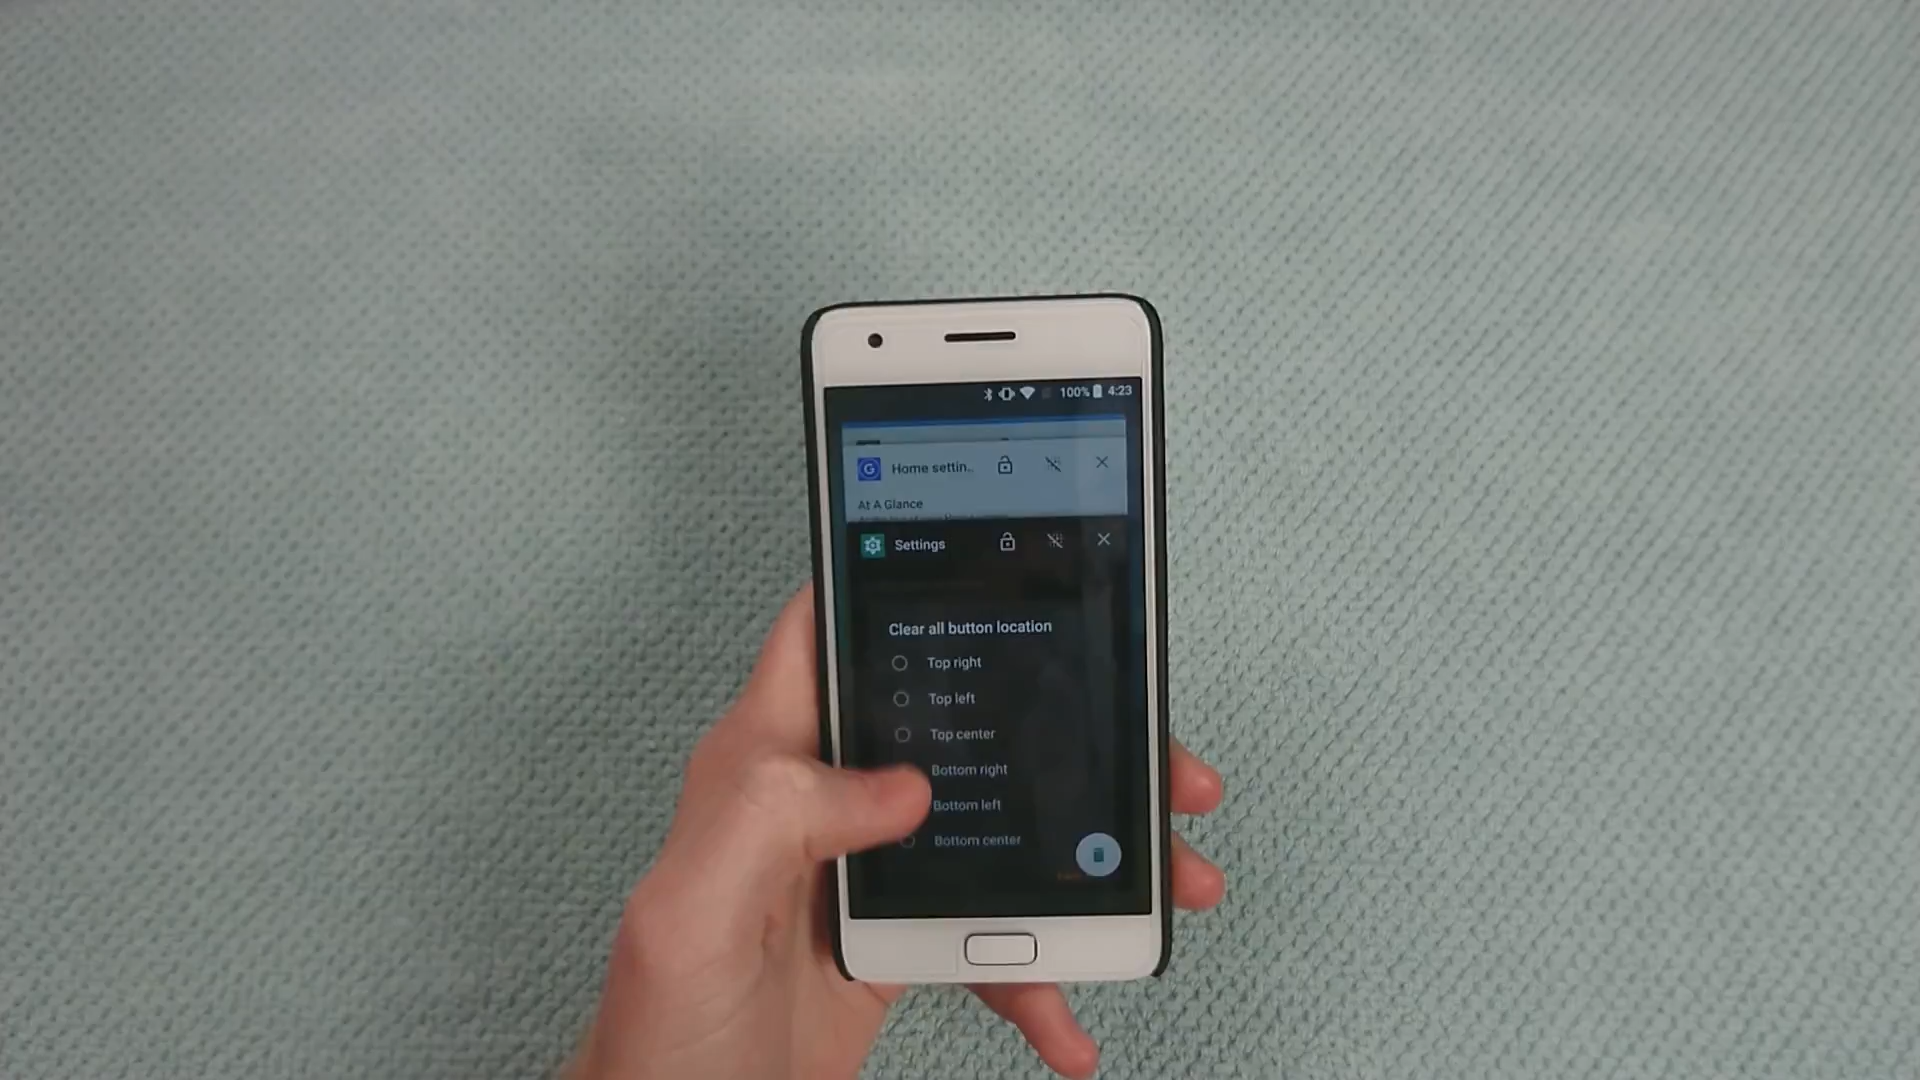 100% 4:23
G Home settin..
At A Glance
Settings
Clear all button location
Top right
Top left
Top center
Bottom right
Bottom left
Bottom center